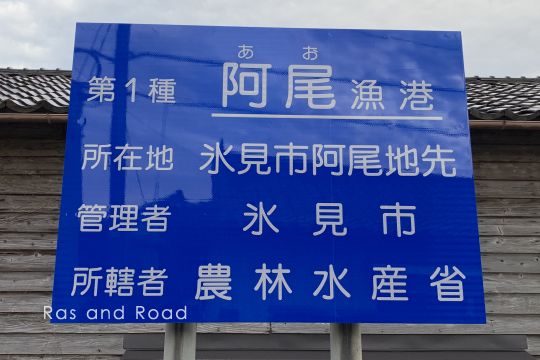 あお
第1種 阿尾漁港
所在地 氷見市阿尾地先
管理者 氷見市
所轄者 農林水産省
Ras and Road